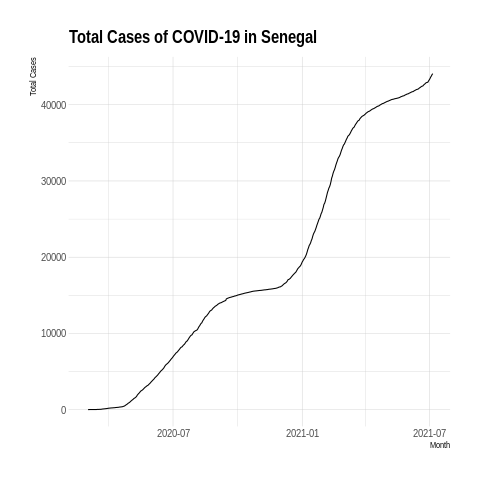 Total Cases of COVID-19 in Senegal
Total Cases
40000
30000
20000
10000
0
2020-07
2021-01
2021-07
Month